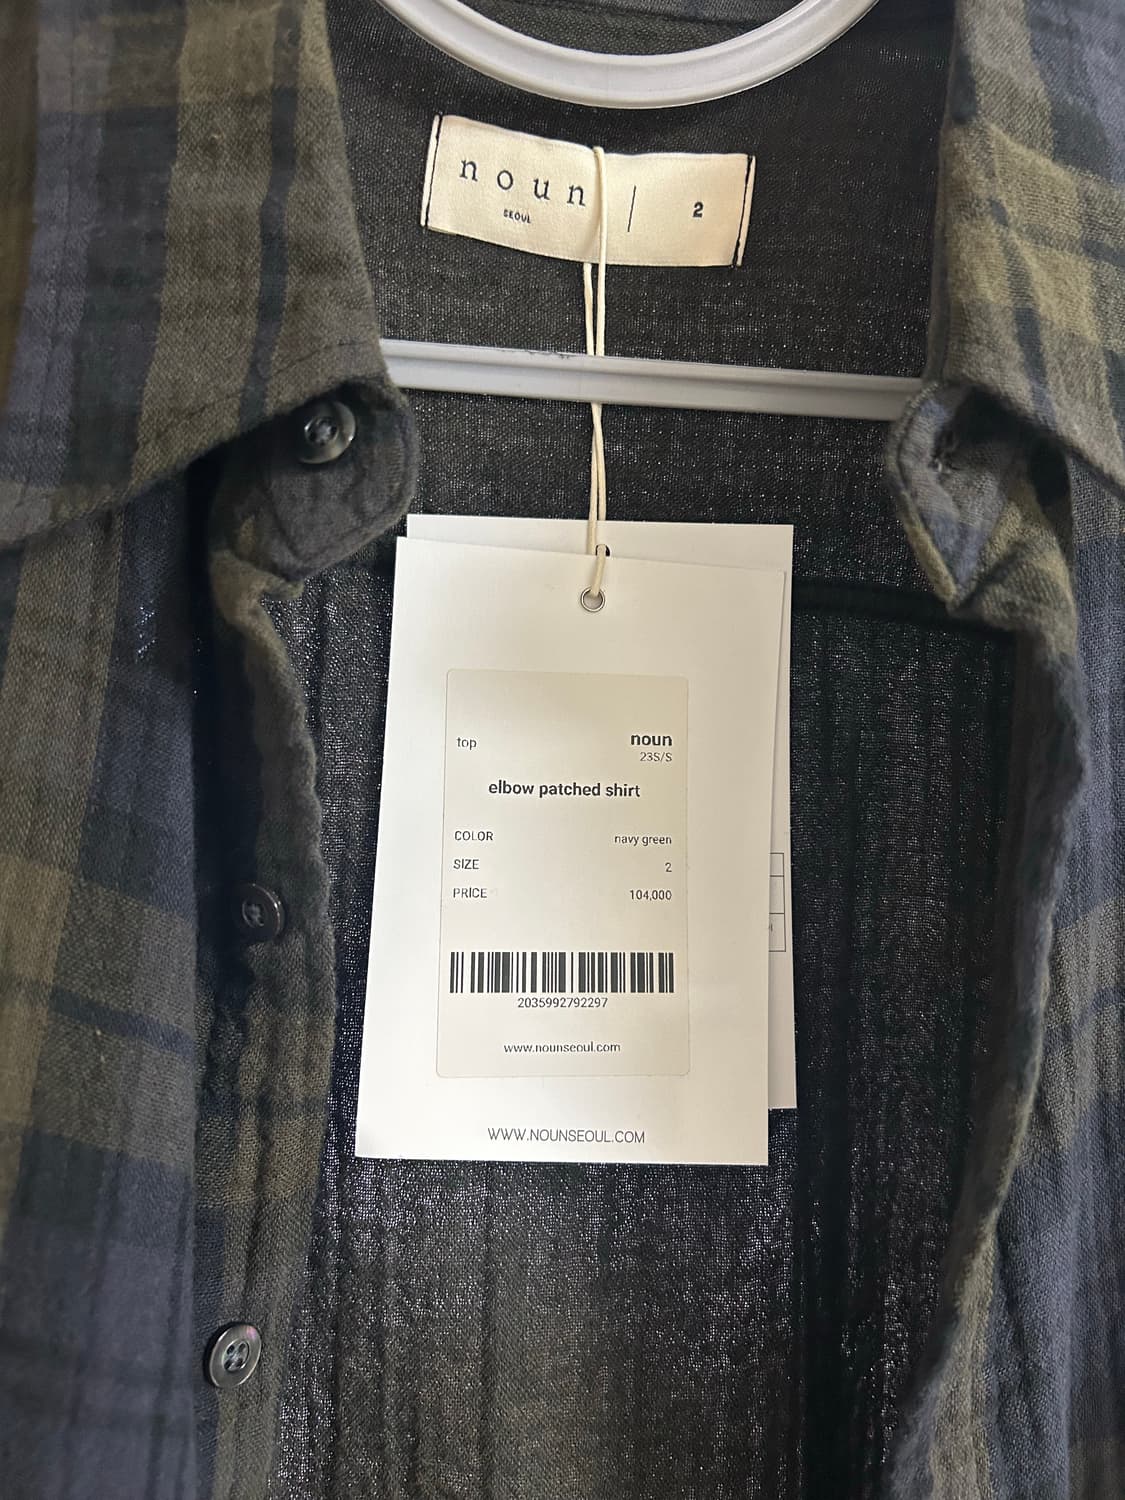 noun | 2
SEOUL
top noun
23S/S
elbow patched shirt
COLOR navy green
SIZE 2
PRICE 104,000
2035992792297
www.nounseoul.com
WWW.NOUNSEOUL.COM